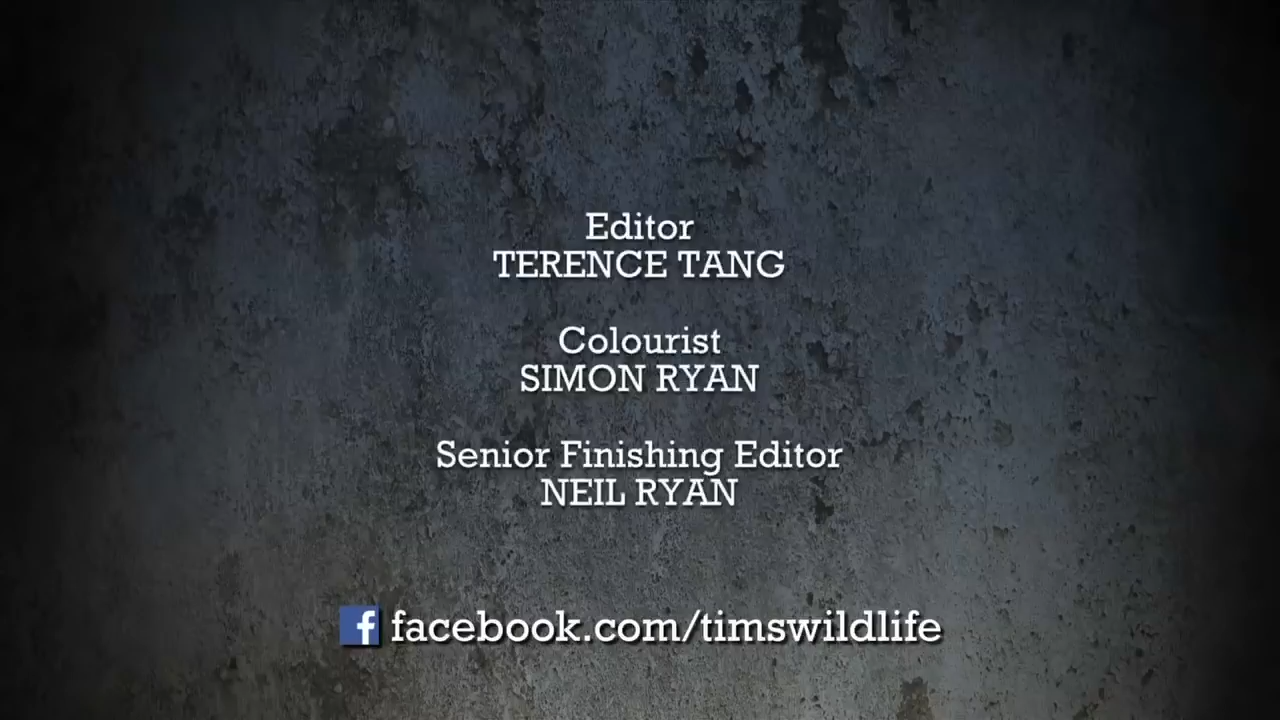 Editor
TERENCE TANG
Colourist
SIMON RYAN
Senior Finishing Editor
NEIL RYAN
f facebook.com/timswildlife